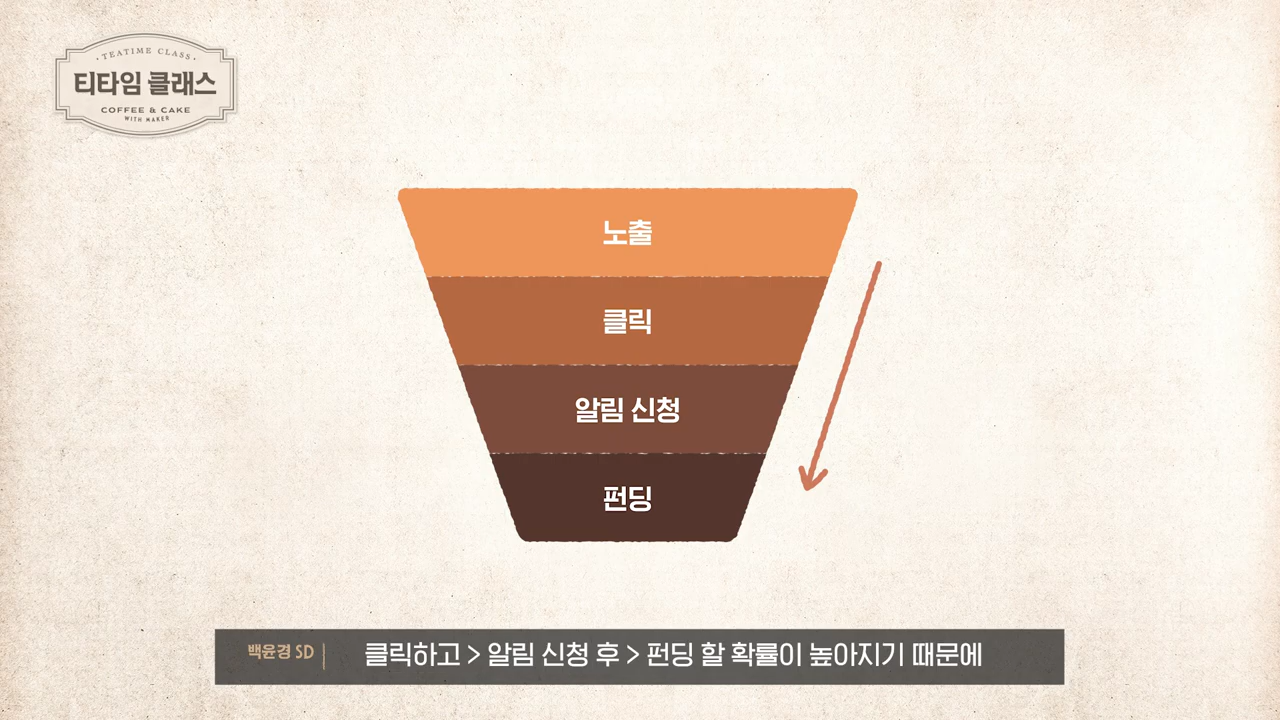 · TEATIME CLASS ·
티타임 클래스
COFFEE & CAKE
WITH MAKER
노출
클릭
알림 신청
펀딩
백윤경 SD | 클릭하고 > 알림 신청 후 > 펀딩 할 확률이 높아지기 때문에